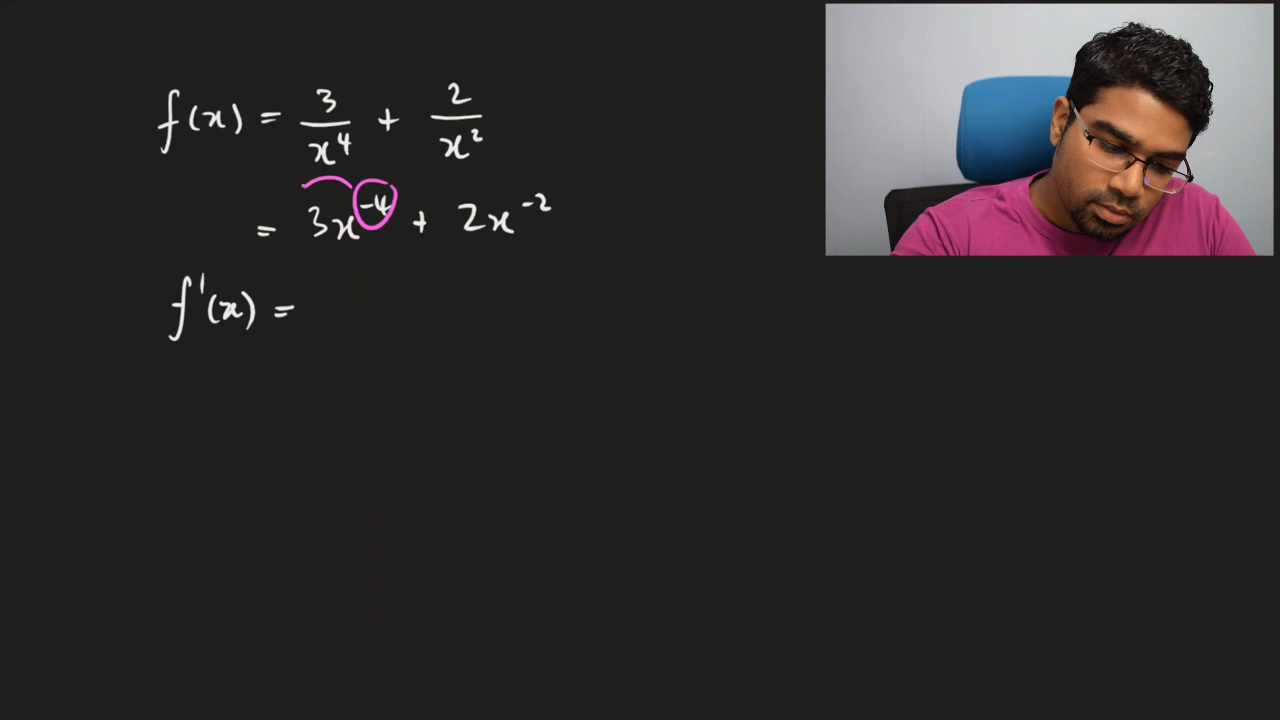 f(x) = 3/x⁴ + 2/x²
= 3x⁻⁴ + 2x⁻²
f'(x) =